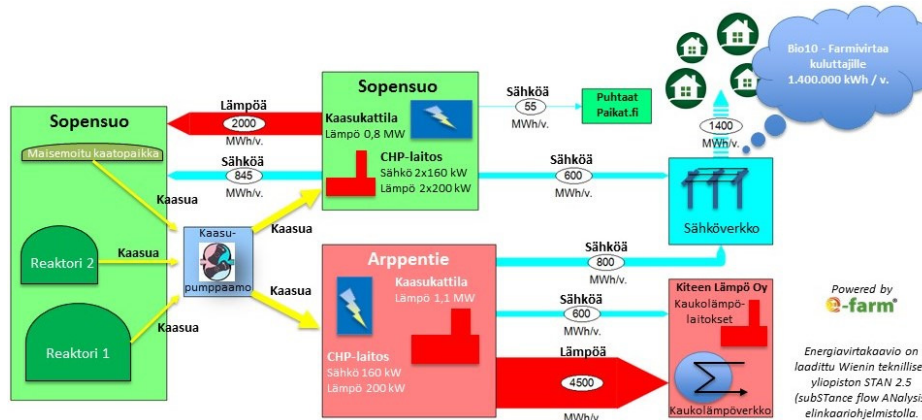 Sopensuo
Maisemoitu kaatopaikka
Reaktori 2
Reaktori 1
Kaasua
Kaasua
Kaasua
Lämpöä
2000
MWh/v.
Sähköä
845
MWh/v.
Kaasu-
pumppaamo
Kaasua
Kaasua
Sopensuo
Kaasukattila
Lämpö 0,8 MW
CHP-laitos
Sähkö 2x160 kW
Lämpö 2x200 kW
Arppentie
Kaasukattila
Lämpö 1,1 MW
CHP-laitos
Sähkö 160 kW
Lämpö 200 kW
Sähköä
55
MWh/v.
Puhtaat
Paikat.fi
Sähköä
600
MWh/v.
Sähköä
800
MWh/v.
Sähköä
600
MWh/v.
Lämpöä
4500
MWh/v.
1400
MWh/v.
Sähköverkko
Bio10 - Farmivirtaa
kuluttajille
1.400.000 kWh / v.
Kiteen Lämpö Oy
Kaukolämpö-
laitokset
Kaukolämpöverkko
Powered by
e-farm
Energiavirtakaavio on
laadittu Wienin teknillise
yliopiston STAN 2.5
(subSTance flow ANalysi
elinkaariohjelmistolla.